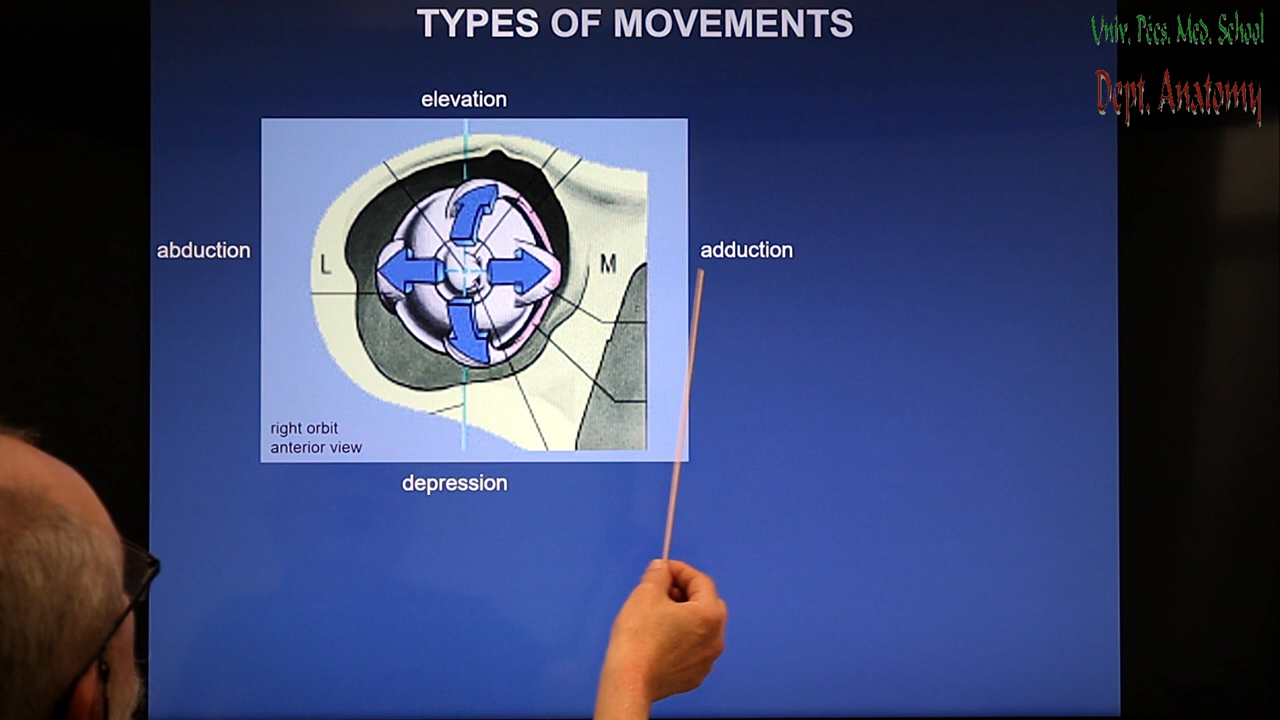 TYPES OF MOVEMENTS
Univ. Pécs. Med. School
Dept. Anatomy
elevation
abduction
L
M
adduction
right orbit
anterior view
depression